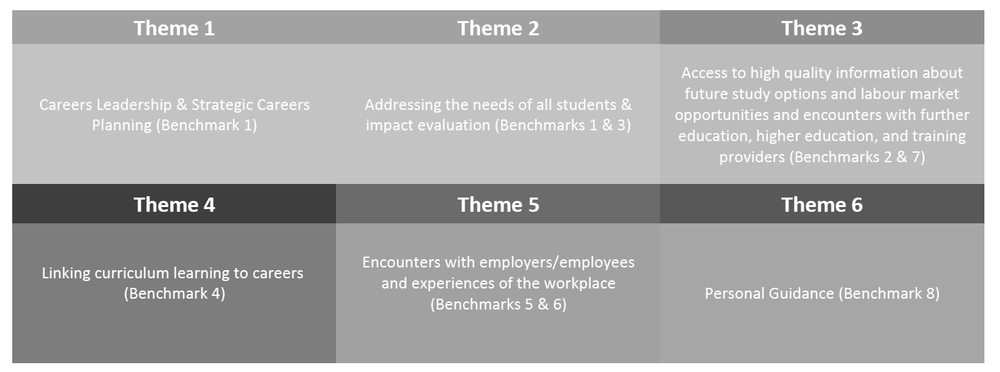 Theme 1
Theme 2
Theme 3
Careers Leadership & Strategic Careers
Planning (Benchmark 1)
Addressing the needs of all students &
impact evaluation (Benchmarks 1 & 3)
Access to high quality information about
future study options and labour market
opportunities and encounters with further
education, higher education, and training
providers (Benchmarks 2 & 7)
Theme 4
Theme 5
Theme 6
Linking curriculum learning to careers
(Benchmark 4)
Encounters with employers/employees
and experiences of the workplace
(Benchmarks 5 & 6)
Personal Guidance (Benchmark 8)